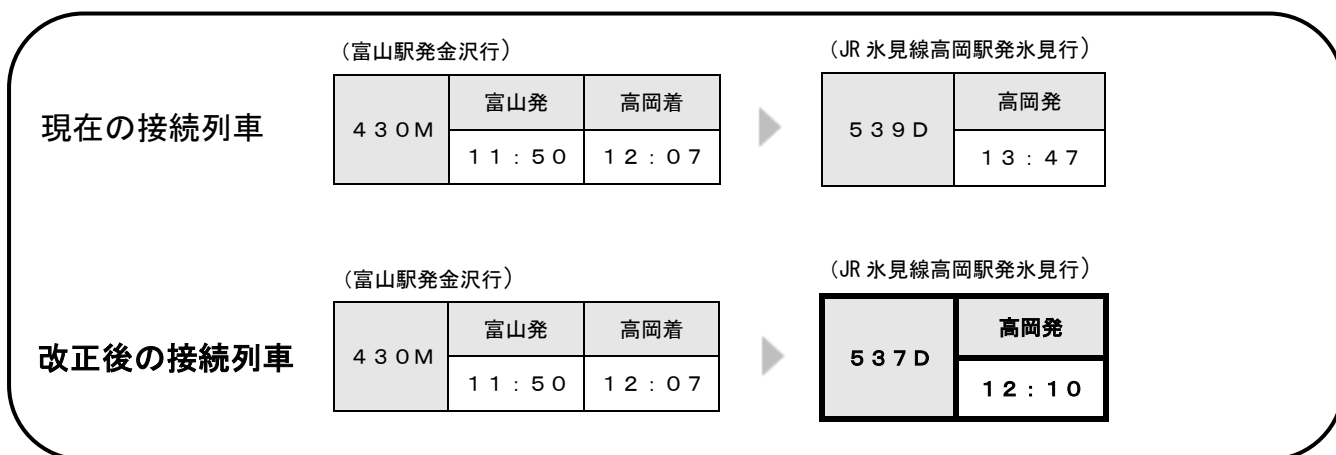 （富山駅発金沢行） （JR 氷見線高岡駅発氷見行）
現在の接続列車 ４３０Ｍ 富山発 高岡着 ５３９Ｄ 高岡発
１１：５０ １２：０７ １３：４７
（富山駅発金沢行） （JR 氷見線高岡駅発氷見行）
改正後の接続列車 ４３０Ｍ 富山発 高岡着 ５３７Ｄ 高岡発
１１：５０ １２：０７ １２：１０